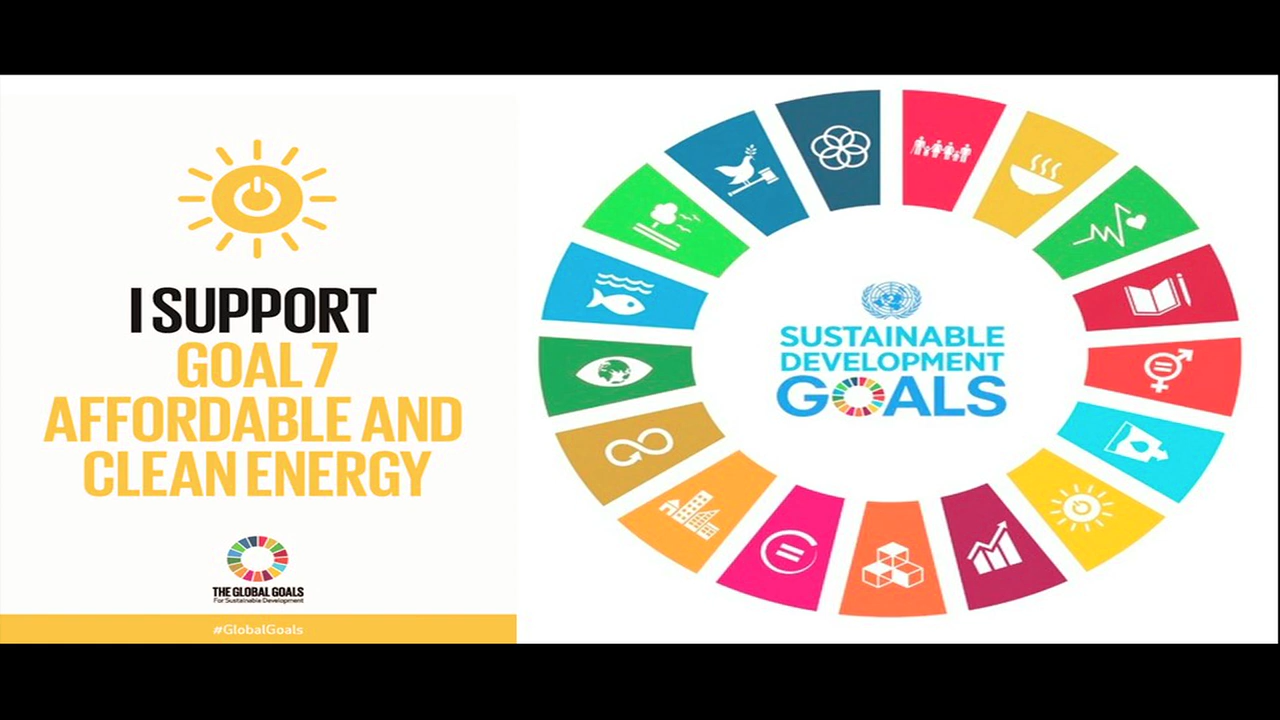 I SUPPORT
GOAL 7
AFFORDABLE AND
CLEAN ENERGY
THE GLOBAL GOALS
For Sustainable Development
#GlobalGoals
SUSTAINABLE
DEVELOPMENT
GOALS